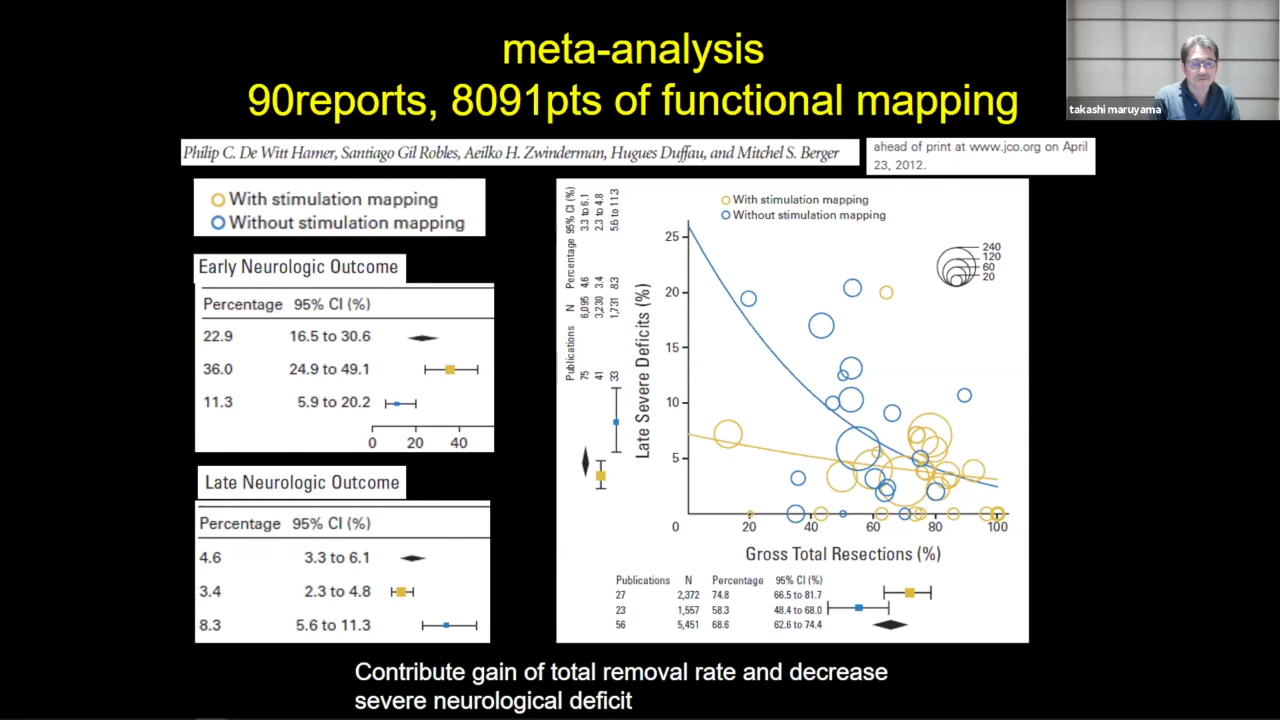 meta-analysis
90reports, 8091pts of functional mapping
takashi maruyama
Philip C. De Witt Hamer, Santiago Gil Robles, Aeilko H. Zwinderman, Hugues Duffau, and Mitchel S. Berger
ahead of print at www.jco.org on April
23, 2012.
With stimulation mapping
Without stimulation mapping
Early Neurologic Outcome
Percentage 95% CI (%)
22.9 16.5 to 30.6
36.0 24.9 to 49.1
11.3 5.9 to 20.2
0 20 40
Late Neurologic Outcome
Percentage 95% CI (%)
4.6 3.3 to 6.1
3.4 2.3 to 4.8
8.3 5.6 to 11.3
Publications N Percentage 95% CI (%)
75 6,095 4.6 3.3 to 6.1
41 3,230 3.4 2.3 to 4.8
33 1,731 8.3 5.6 to 11.3
With stimulation mapping
Without stimulation mapping
240
120
60
20
Late Severe Deficits (%)
25
20
15
10
5
0 20 40 60 80 100
Gross Total Resections (%)
Publications N Percentage 95% CI (%)
27 2,372 74.8 66.5 to 81.7
23 1,557 58.3 48.4 to 68.0
56 5,451 68.6 62.6 to 74.4
Contribute gain of total removal rate and decrease
severe neurological deficit